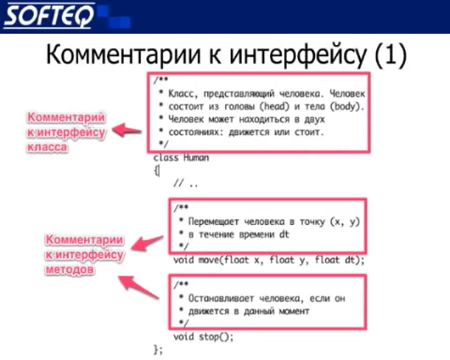 SOFTEQ
Комментарии к интерфейсу (1)
/**
* Класс, представляющий человека. Человек
* состоит из головы (head) и тела (body).
* Человек может находиться в двух
* состояниях: движется или стоит.
*/
Комментарий
к интерфейсу
класса
class Human
{
// ..
/**
* Перемещает человека в точку (x, y)
* в течение времени dt
*/
Комментарии
к интерфейсу
методов
void move(float x, float y, float dt);
/**
* Останавливает человека, если он
* движется в данный момент
*/
void stop();
};